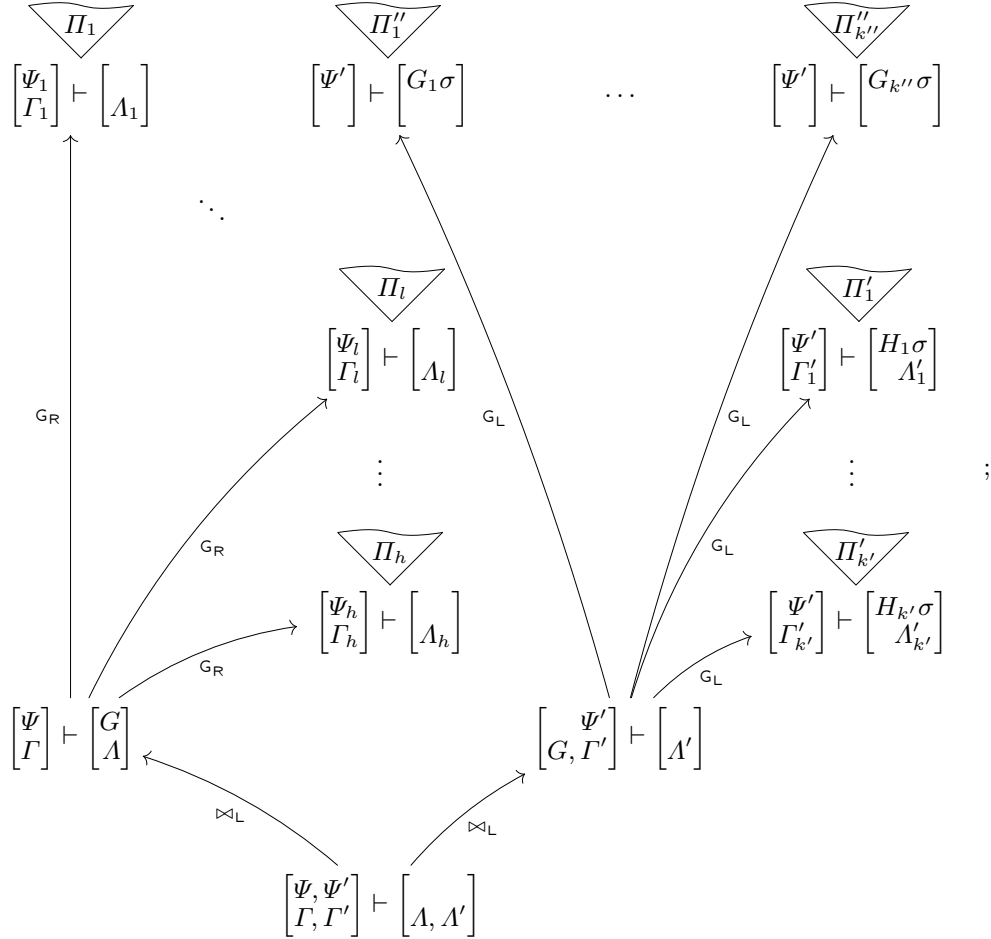 Π₁ Π″₁ Π″ₖ″
[Ψ₁ Γ₁] ⊢ [Λ₁] [Ψ′] ⊢ [G₁σ] … [Ψ′] ⊢ [Gₖ″σ]
⋱
Πₗ Π′₁
[Ψₗ Γₗ] ⊢ [Λₗ] [Ψ′ Γ′₁] ⊢ [H₁σ Λ′₁]
G_R G_L G_L
⋮ ⋮ ;
G_R G_L
Πₕ Π′ₖ′
[Ψₕ Γₕ] ⊢ [Λₕ] [Ψ′ Γ′ₖ′] ⊢ [Hₖ′σ Λ′ₖ′]
G_R G_L
[Ψ Γ] ⊢ [G Λ] [Ψ′ G, Γ′] ⊢ [Λ′]
⋈_L ⋈_L
[Ψ, Ψ′ Γ, Γ′] ⊢ [Λ, Λ′]